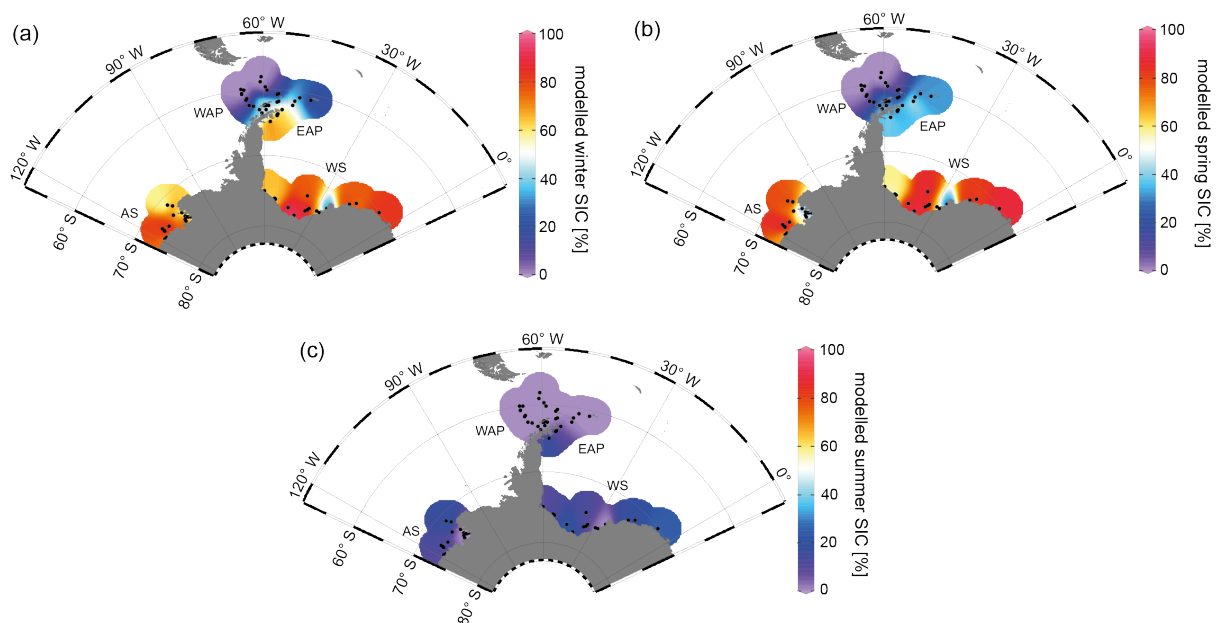 (a)
60° W
90° W
30° W
120° W
0°
WAP
EAP
WS
AS
60° S
70° S
80° S
100
80
60
40
20
0
modelled winter SIC [%]
(b)
60° W
90° W
30° W
120° W
0°
WAP
EAP
WS
AS
60° S
70° S
80° S
100
80
60
40
20
0
modelled spring SIC [%]
(c)
60° W
90° W
30° W
120° W
0°
WAP
EAP
WS
AS
60° S
70° S
80° S
100
80
60
40
20
0
modelled summer SIC [%]